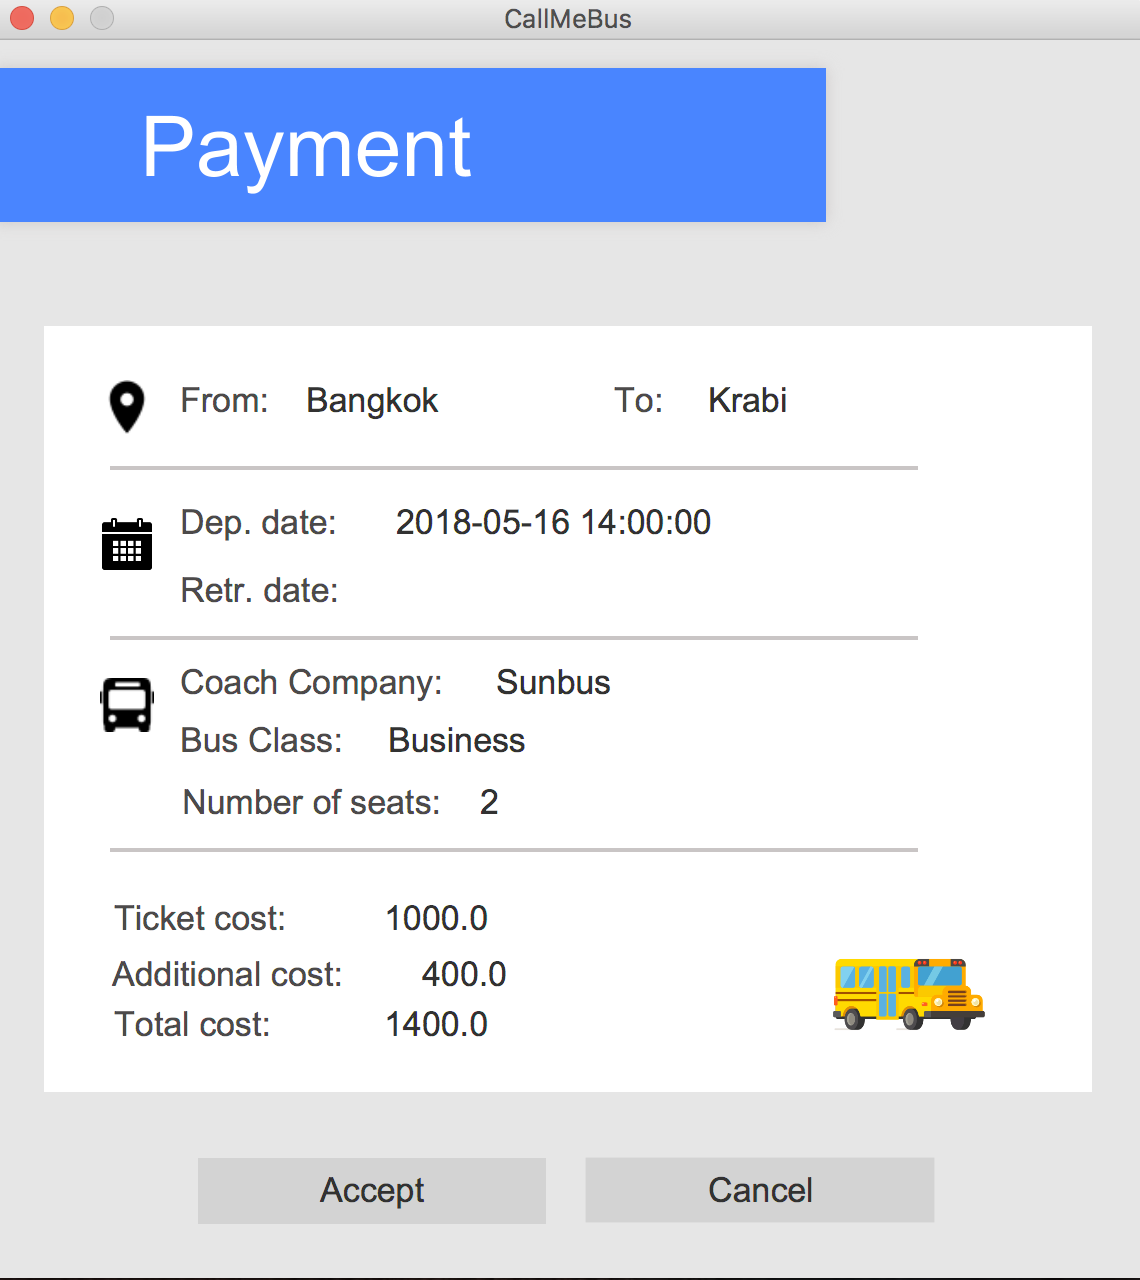 CallMeBus
Payment
From: Bangkok To: Krabi
Dep. date: 2018-05-16 14:00:00
Retr. date:
Coach Company: Sunbus
Bus Class: Business
Number of seats: 2
Ticket cost: 1000.0
Additional cost: 400.0
Total cost: 1400.0
Accept Cancel